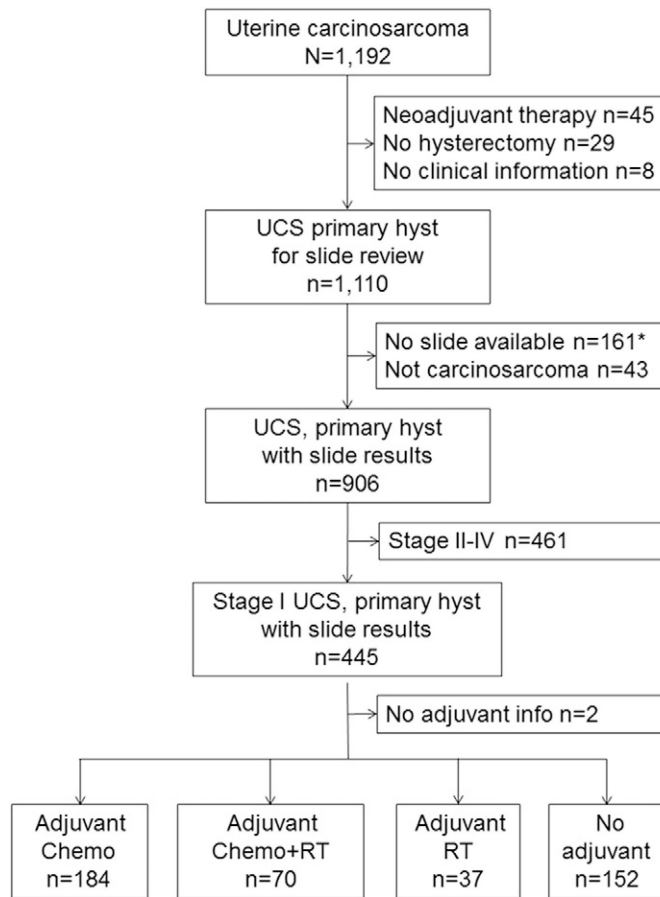 Uterine carcinosarcoma
N=1,192
Neoadjuvant therapy n=45
No hysterectomy n=29
No clinical information n=8
UCS primary hyst
for slide review
n=1,110
No slide available n=161*
Not carcinosarcoma n=43
UCS, primary hyst
with slide results
n=906
Stage II-IV n=461
Stage I UCS, primary hyst
with slide results
n=445
No adjuvant info n=2
Adjuvant
Chemo
n=184
Adjuvant
Chemo+RT
n=70
Adjuvant
RT
n=37
No
adjuvant
n=152